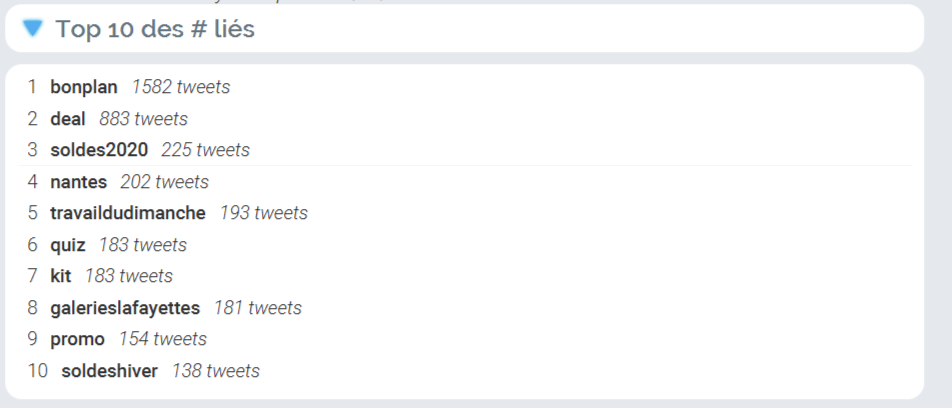 Top 10 des # liés
1 bonplan 1582 tweets
2 deal 883 tweets
3 soldes2020 225 tweets
4 nantes 202 tweets
5 travaildudimanche 193 tweets
6 quiz 183 tweets
7 kit 183 tweets
8 galerieslafayettes 181 tweets
9 promo 154 tweets
10 soldeshiver 138 tweets